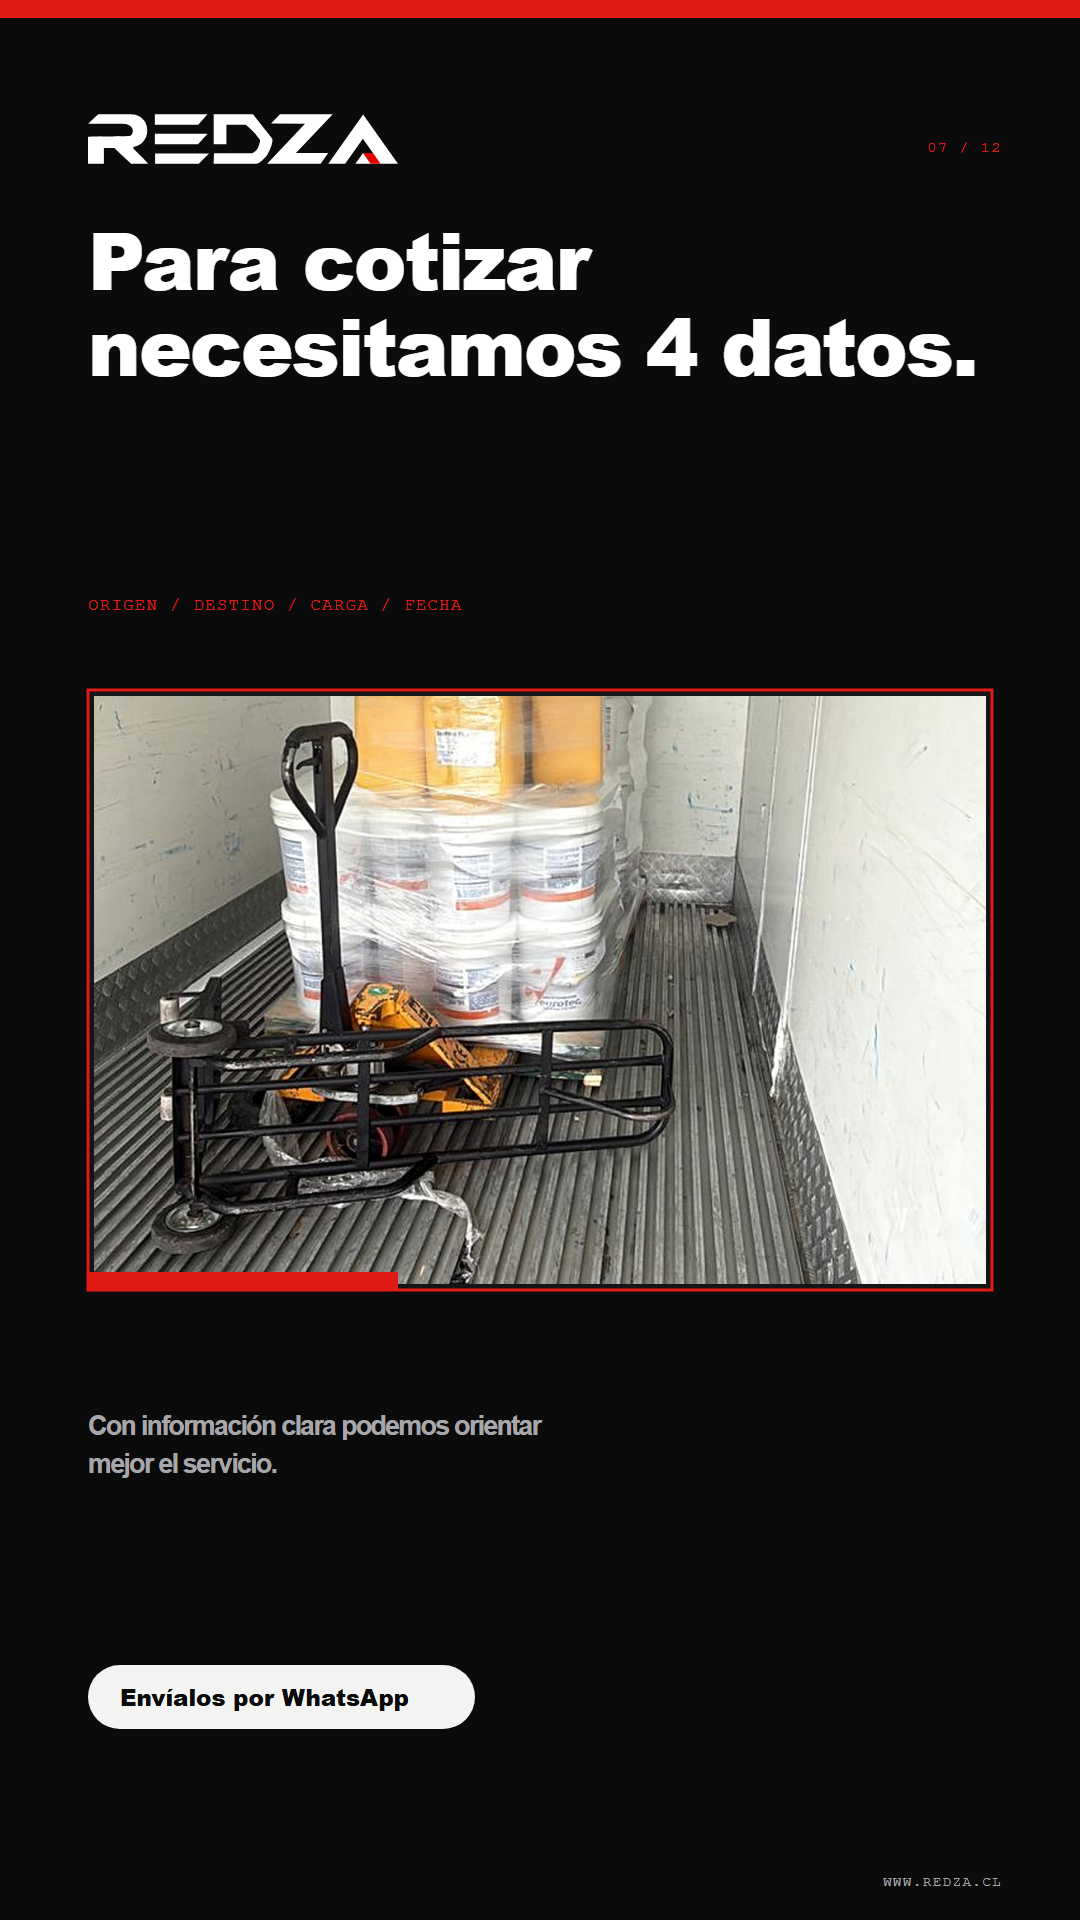 REDZA
07 / 12
Para cotizar
necesitamos 4 datos.
ORIGEN / DESTINO / CARGA / FECHA
eurotec
Con información clara podemos orientar
mejor el servicio.
Envíalos por WhatsApp
WWW.REDZA.CL